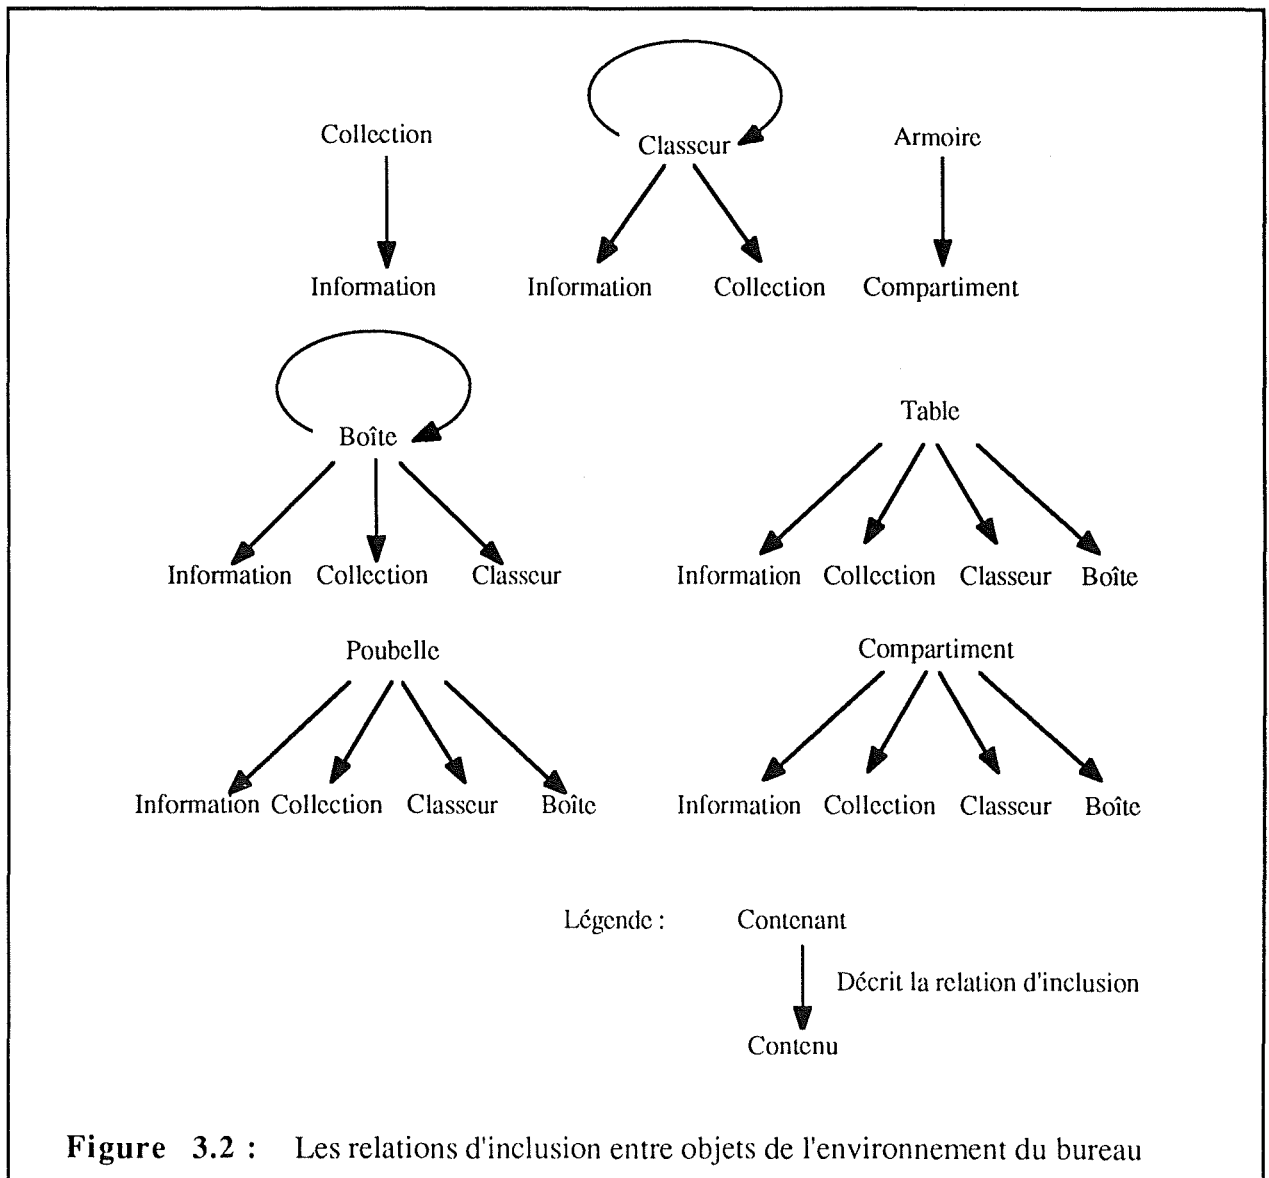 Collection
Classeur
Armoire
Information
Information
Collection
Compartiment
Boîte
Table
Information Collection Classeur
Information Collection Classeur Boîte
Poubelle
Compartiment
Information Collection Classeur Boîte
Information Collection Classeur Boîte
Légende : Contenant
Décrit la relation d'inclusion
Contenu
Figure 3.2 : Les relations d'inclusion entre objets de l'environnement du bureau